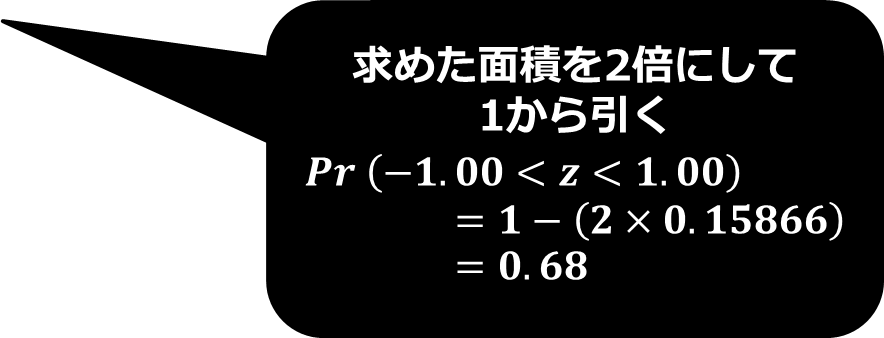 求めた面積を2倍にして
1から引く
Pr (−1.00 < z < 1.00)
= 1 − (2 × 0.15866)
= 0.68